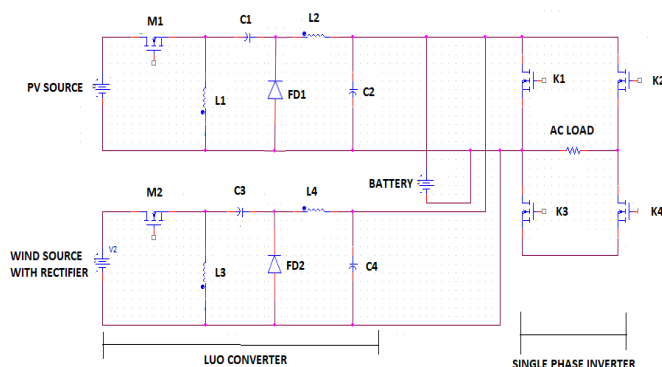 M1
C1
L2
K1
K2
PV SOURCE
L1
FD1
C2
AC LOAD
BATTERY
M2
C3
L4
K3
K4
V2
WIND SOURCE
WITH RECTIFIER
L3
FD2
C4
LUO CONVERTER
SINGLE PHASE INVERTER